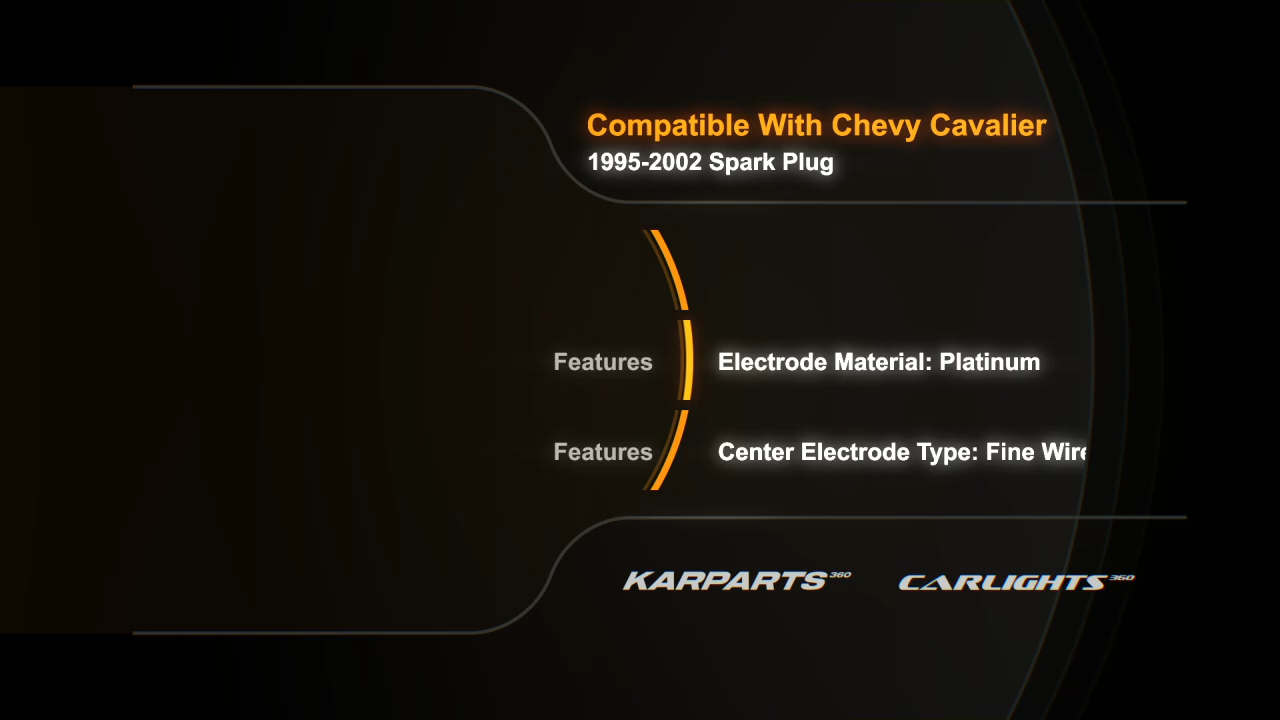 Compatible With Chevy Cavalier
1995-2002 Spark Plug
Features Electrode Material: Platinum
Features Center Electrode Type: Fine Wire
KARPARTS360 CARLIGHTS360